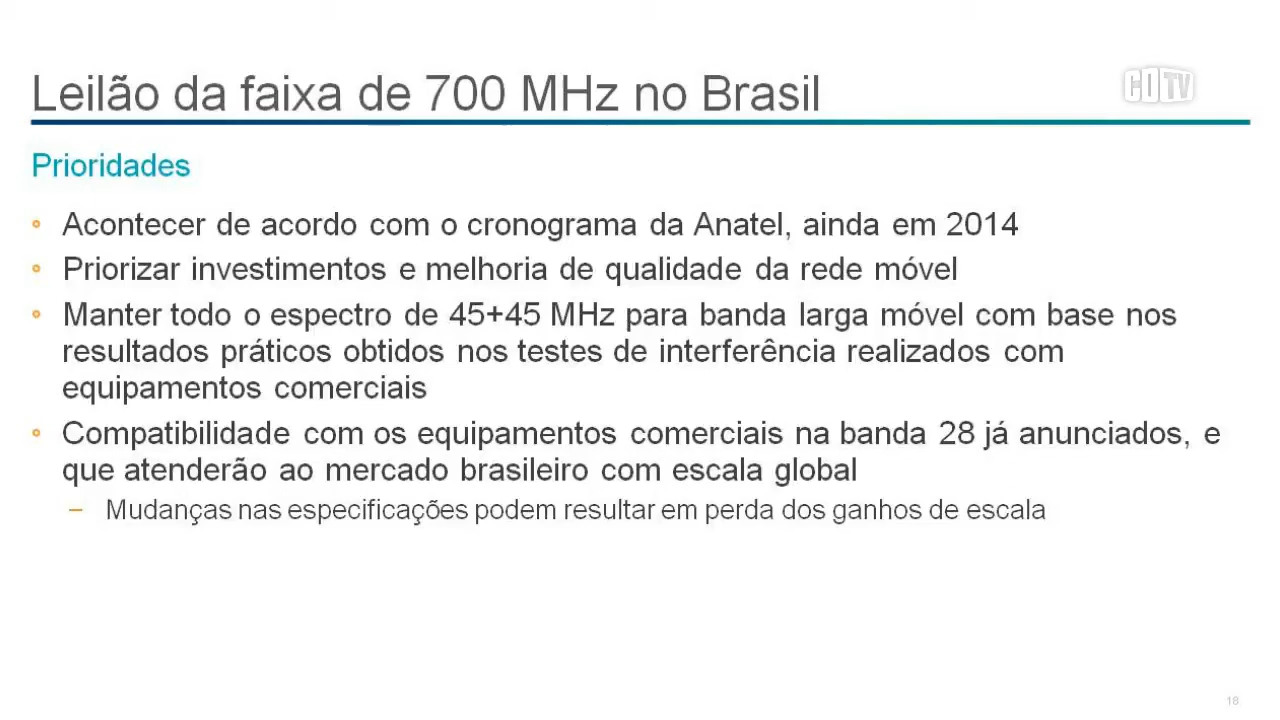 Leilão da faixa de 700 MHz no Brasil
CDTV
Prioridades
Acontecer de acordo com o cronograma da Anatel, ainda em 2014
Priorizar investimentos e melhoria de qualidade da rede móvel
Manter todo o espectro de 45+45 MHz para banda larga móvel com base nos
resultados práticos obtidos nos testes de interferência realizados com
equipamentos comerciais
Compatibilidade com os equipamentos comerciais na banda 28 já anunciados, e
que atenderão ao mercado brasileiro com escala global
– Mudanças nas especificações podem resultar em perda dos ganhos de escala
18